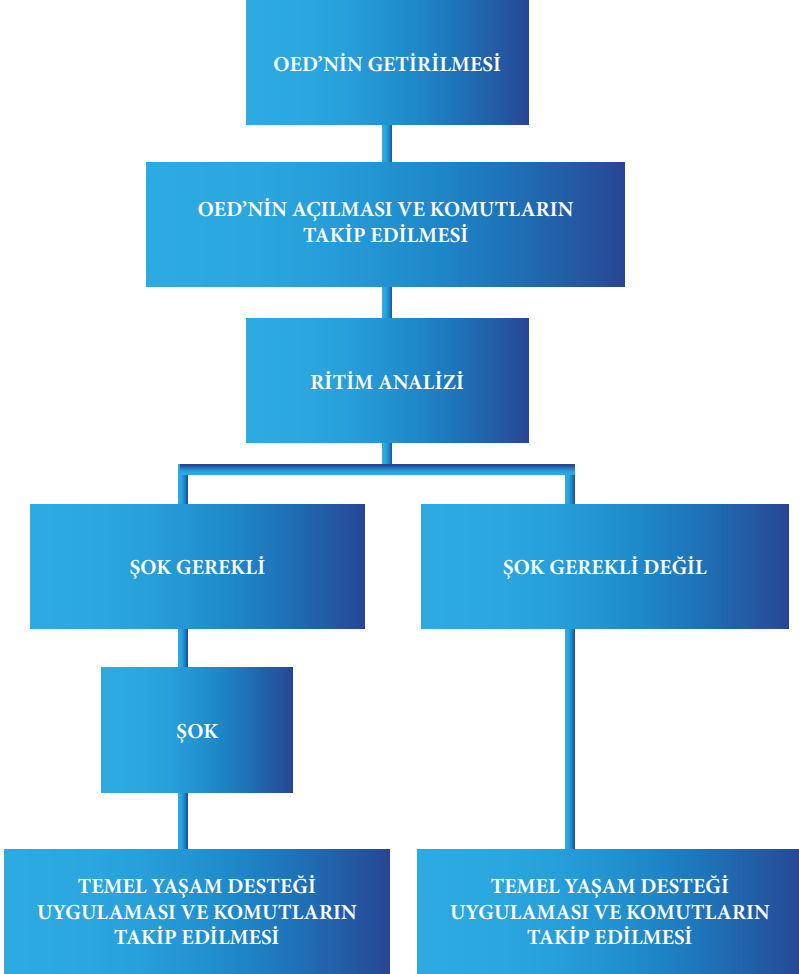 OED’NİN GETİRİLMESİ
OED’NİN AÇILMASI VE KOMUTLARIN
TAKİP EDİLMESİ
RİTİM ANALİZİ
ŞOK GEREKLİ
ŞOK GEREKLİ DEĞİL
ŞOK
TEMEL YAŞAM DESTEĞİ
UYGULAMASI VE KOMUTLARIN
TAKİP EDİLMESİ
TEMEL YAŞAM DESTEĞİ
UYGULAMASI VE KOMUTLARIN
TAKİP EDİLMESİ